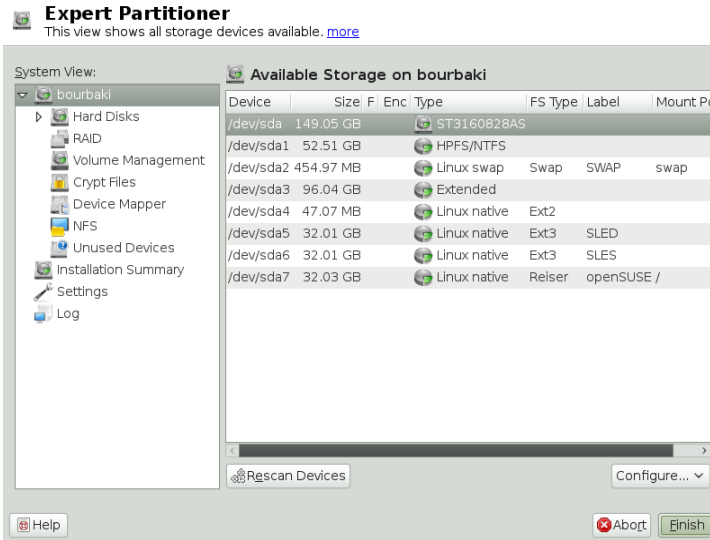 Expert Partitioner
This view shows all storage devices available. more
System View:
bourbaki
Hard Disks
RAID
Volume Management
Crypt Files
Device Mapper
NFS
Unused Devices
Installation Summary
Settings
Log
Available Storage on bourbaki
Device Size F Enc Type FS Type Label Mount Po
/dev/sda 149.05 GB ST3160828AS
/dev/sda1 52.51 GB HPFS/NTFS
/dev/sda2 454.97 MB Linux swap Swap SWAP swap
/dev/sda3 96.04 GB Extended
/dev/sda4 47.07 MB Linux native Ext2
/dev/sda5 32.01 GB Linux native Ext3 SLED
/dev/sda6 32.01 GB Linux native Ext3 SLES
/dev/sda7 32.03 GB Linux native Reiser openSUSE /
Rescan Devices
Configure...
Help
Abort
Finish